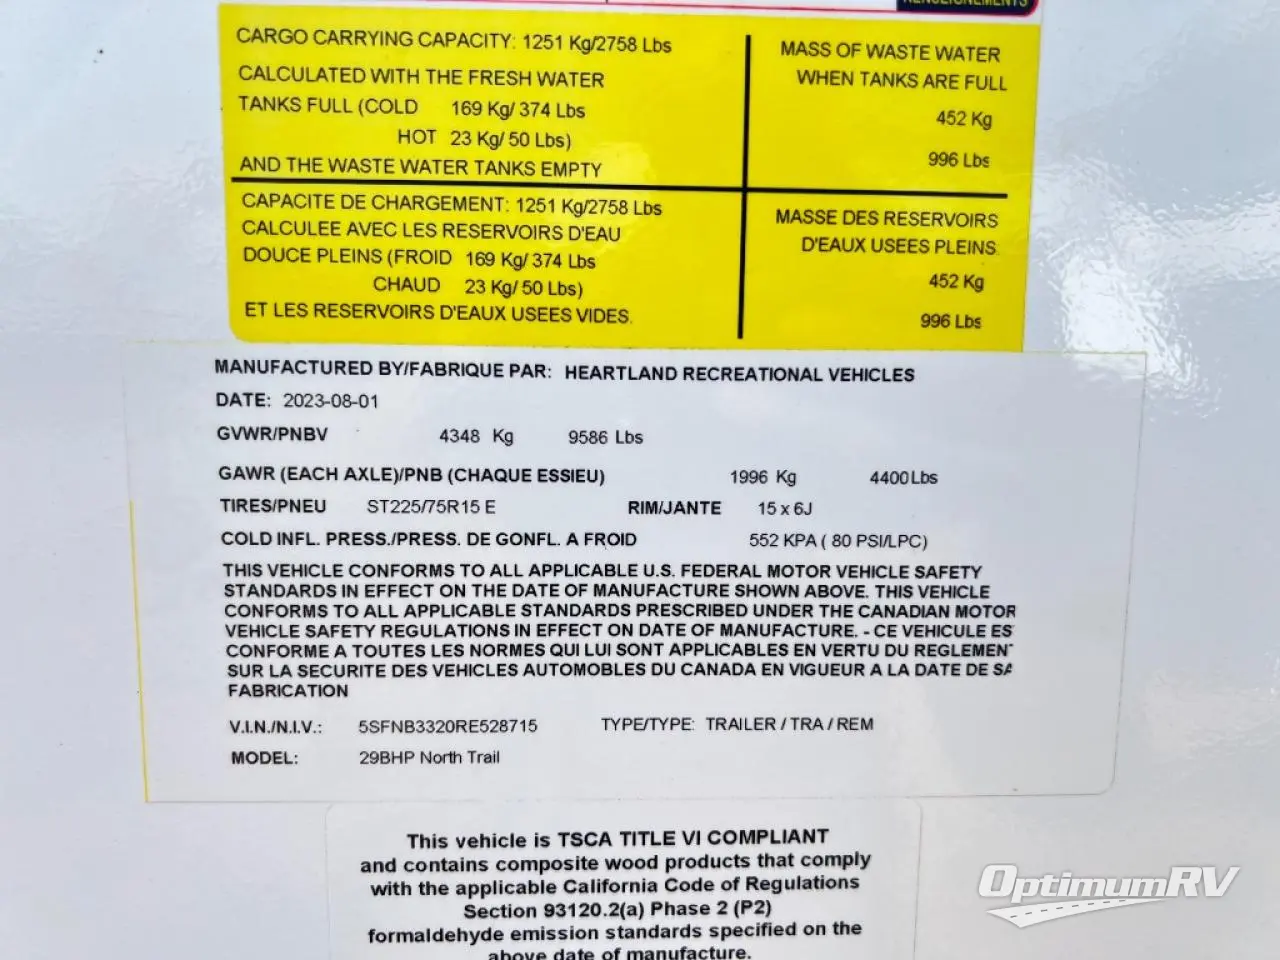 RENSEIGNEMENTS
CARGO CARRYING CAPACITY: 1251 Kg/2758 Lbs
CALCULATED WITH THE FRESH WATER
TANKS FULL (COLD 169 Kg/ 374 Lbs
HOT 23 Kg/ 50 Lbs)
AND THE WASTE WATER TANKS EMPTY
MASS OF WASTE WATER
WHEN TANKS ARE FULL
452 Kg
996 Lbs
CAPACITE DE CHARGEMENT: 1251 Kg/2758 Lbs
CALCULEE AVEC LES RESERVOIRS D'EAU
DOUCE PLEINS (FROID 169 Kg/ 374 Lbs
CHAUD 23 Kg/ 50 Lbs)
ET LES RESERVOIRS D'EAUX USEES VIDES.
MASSE DES RESERVOIRS
D'EAUX USEES PLEINS.
452 Kg
996 Lbs
MANUFACTURED BY/FABRIQUE PAR: HEARTLAND RECREATIONAL VEHICLES
DATE: 2023-08-01
GVWR/PNBV 4348 Kg 9586 Lbs
GAWR (EACH AXLE)/PNB (CHAQUE ESSIEU) 1996 Kg 4400 Lbs
TIRES/PNEU ST225/75R15 E RIM/JANTE 15 x 6J
COLD INFL. PRESS./PRESS. DE GONFL. A FROID 552 KPA ( 80 PSI/LPC)
THIS VEHICLE CONFORMS TO ALL APPLICABLE U.S. FEDERAL MOTOR VEHICLE SAFETY
STANDARDS IN EFFECT ON THE DATE OF MANUFACTURE SHOWN ABOVE. THIS VEHICLE
CONFORMS TO ALL APPLICABLE STANDARDS PRESCRIBED UNDER THE CANADIAN MOTOR
VEHICLE SAFETY REGULATIONS IN EFFECT ON DATE OF MANUFACTURE. - CE VEHICULE ES
CONFORME A TOUTES LES NORMES QUI LUI SONT APPLICABLES EN VERTU DU REGLEMEN
SUR LA SECURITE DES VEHICLES AUTOMOBILES DU CANADA EN VIGUEUR A LA DATE DE SA
FABRICATION
V.I.N./N.I.V.: 5SFNB3320RE528715 TYPE/TYPE: TRAILER / TRA / REM
MODEL: 29BHP North Trail
This vehicle is TSCA TITLE VI COMPLIANT
and contains composite wood products that comply
with the applicable California Code of Regulations
Section 93120.2(a) Phase 2 (P2)
formaldehyde emission standards specified on the
above date of manufacture.
OptimumRV